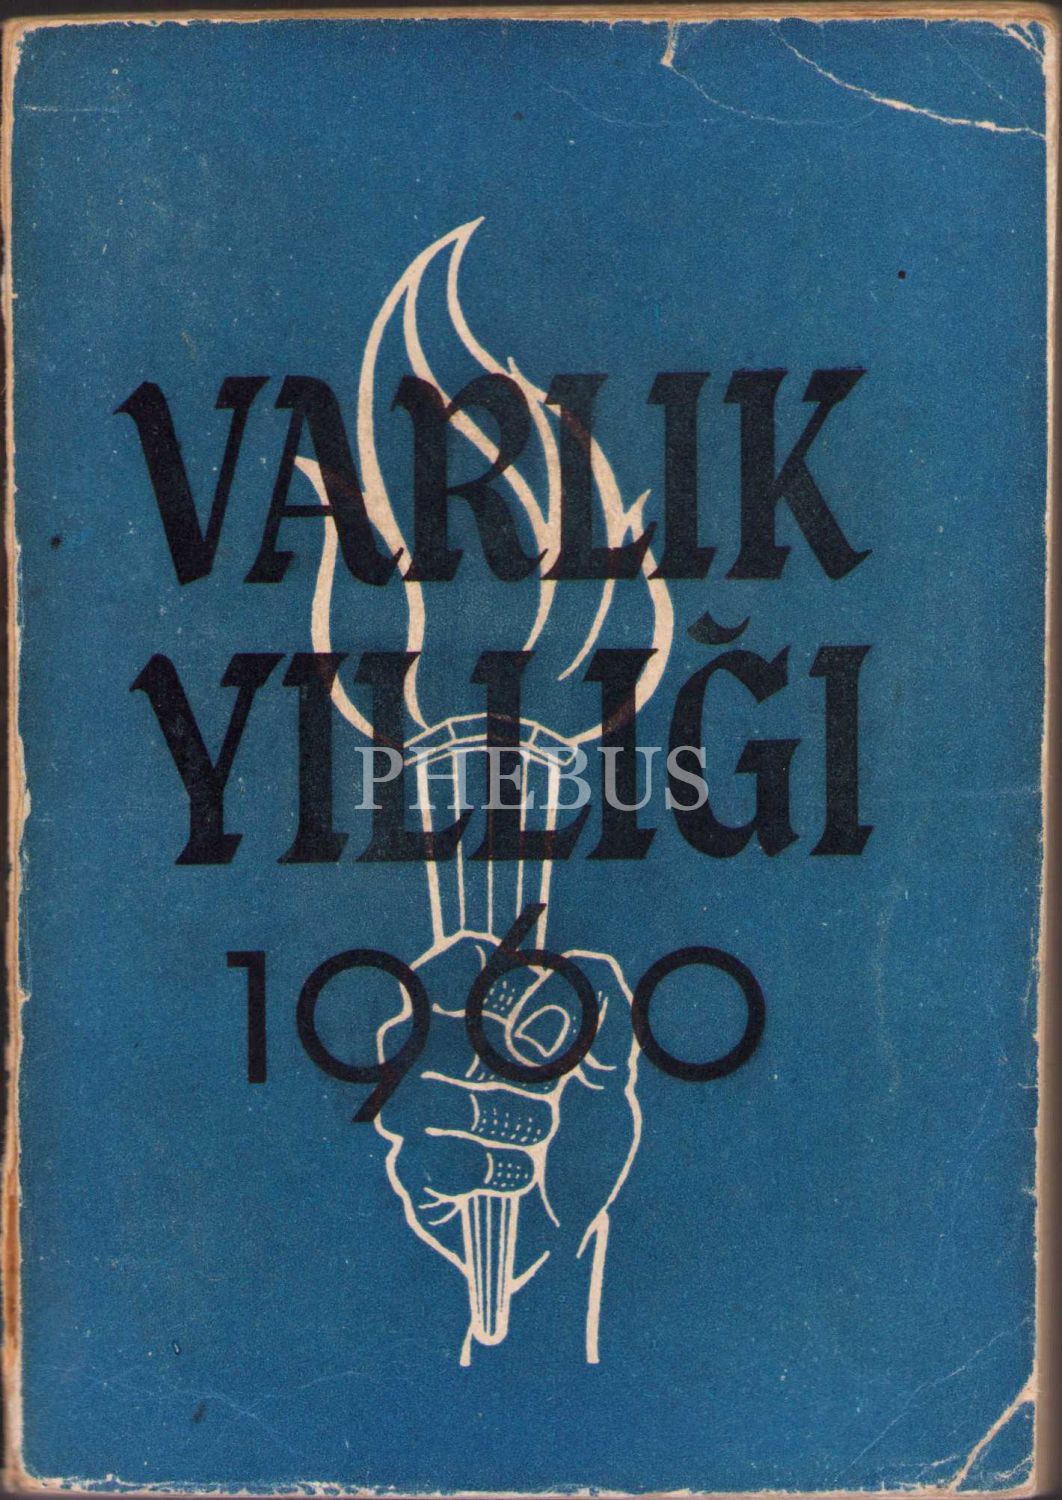 VARLIK
YILLIĞI
PHEBUS
1960